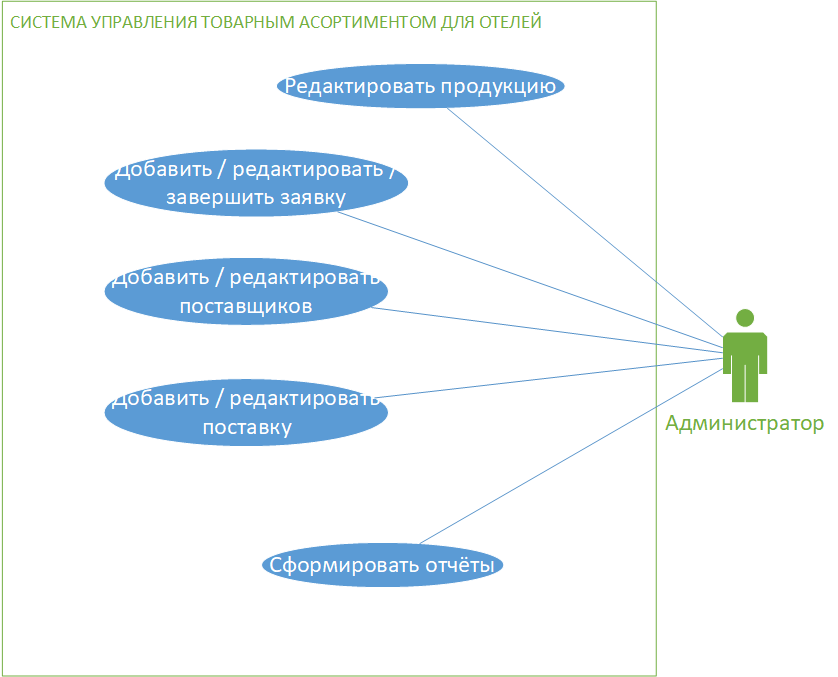 СИСТЕМА УПРАВЛЕНИЯ ТОВАРНЫМ АСОРТИМЕНТОМ ДЛЯ ОТЕЛЕЙ
Редактировать продукцию
Добавить / редактировать /
завершить заявку
Добавить / редактировать
поставщиков
Добавить / редактировать
поставку
Администратор
Сформировать отчёты